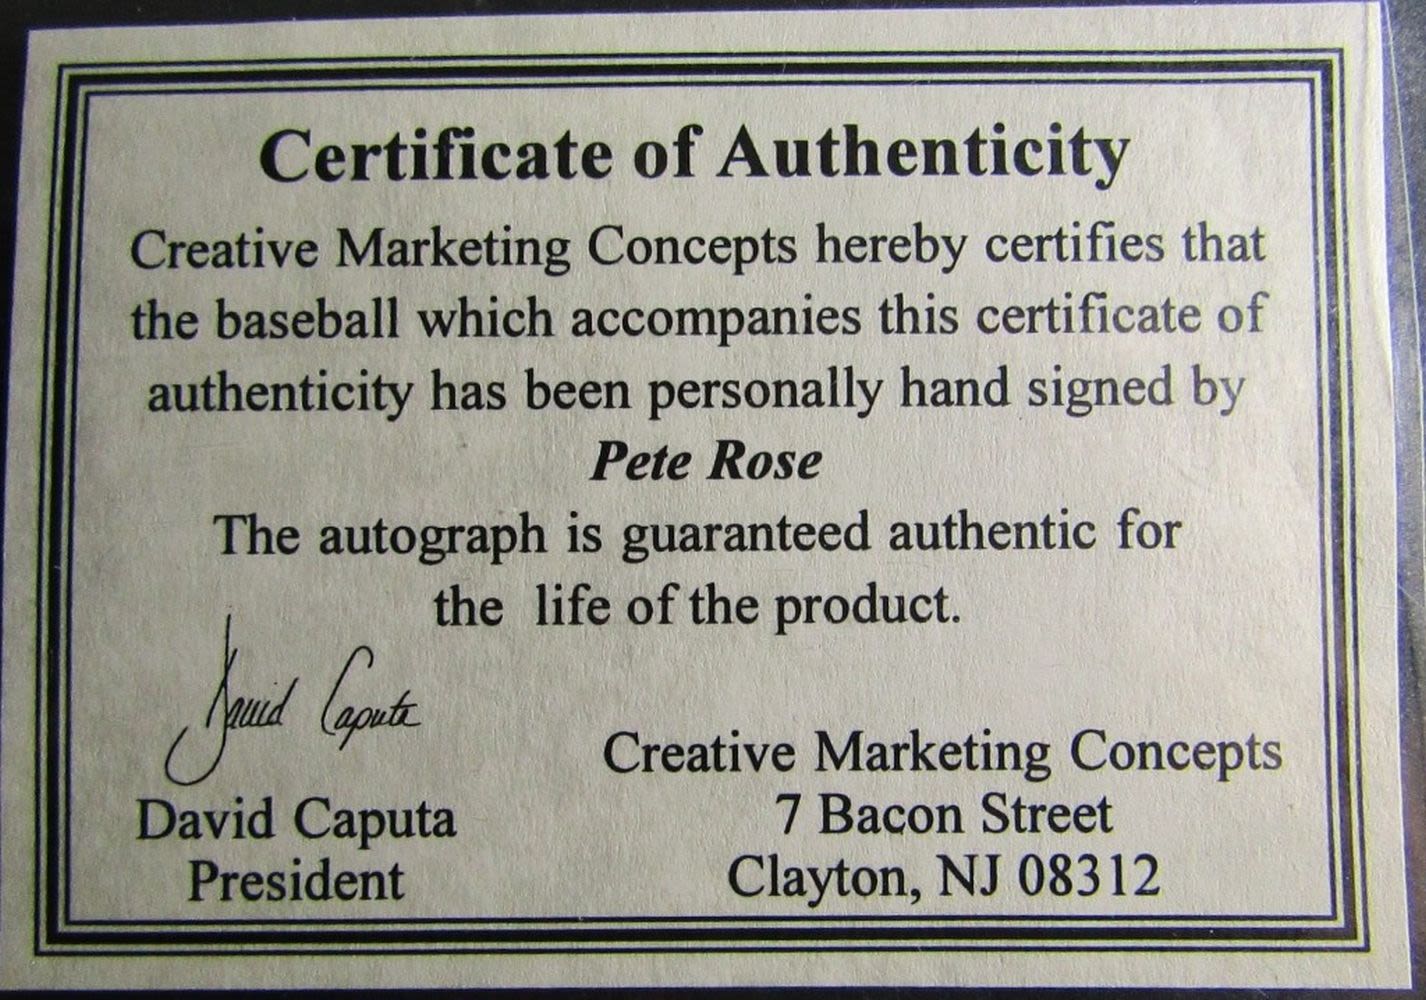 Certificate of Authenticity
Creative Marketing Concepts hereby certifies that
the baseball which accompanies this certificate of
authenticity has been personally hand signed by
Pete Rose
The autograph is guaranteed authentic for
the life of the product.
David Caputa
David Caputa
President
Creative Marketing Concepts
7 Bacon Street
Clayton, NJ 08312